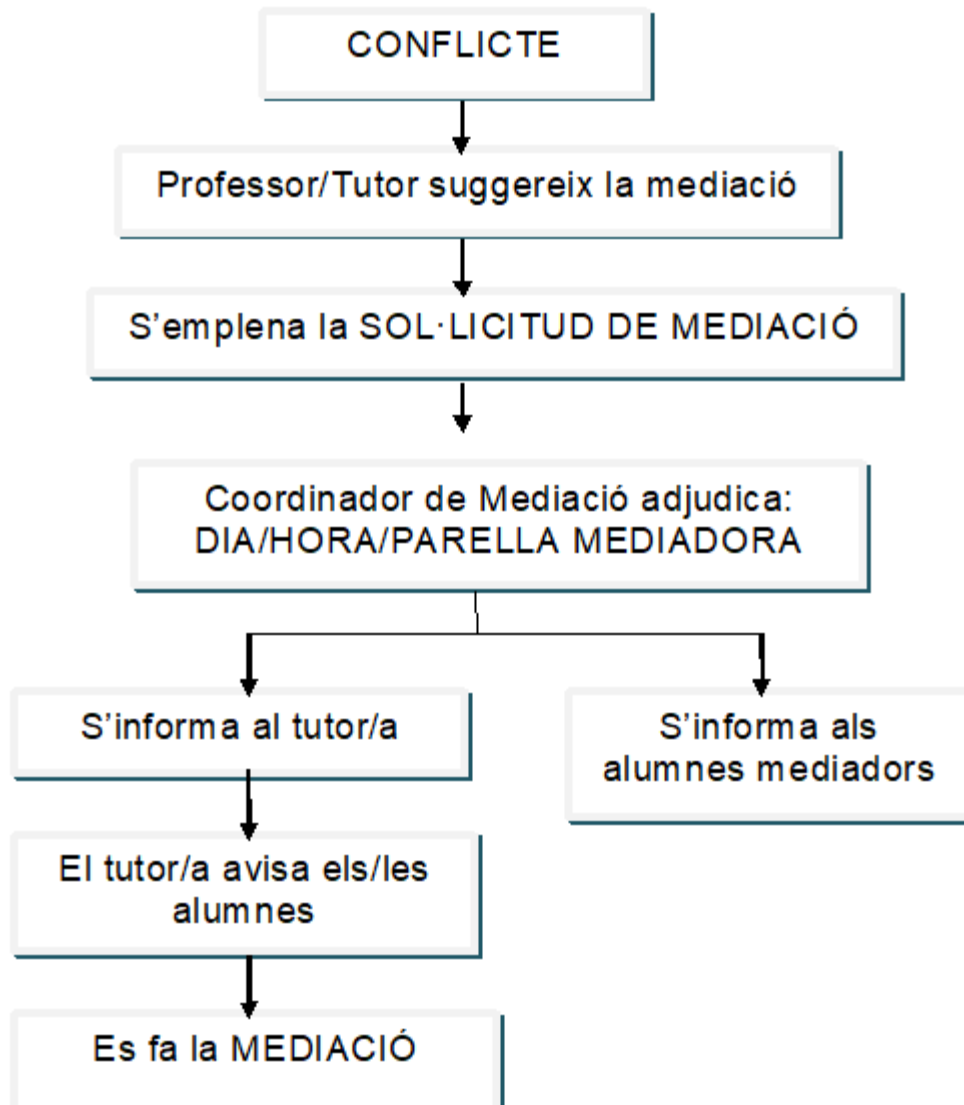 CONFLICTE
Professor/Tutor suggereix la mediació
S'emplena la SOL·LICITUD DE MEDIACIÓ
Coordinador de Mediació adjudica:
DIA/HORA/PARELLA MEDIADORA
S'informa al tutor/a
S'informa als
alumnes mediadors
El tutor/a avisa els/les
alumnes
Es fa la MEDIACIÓ